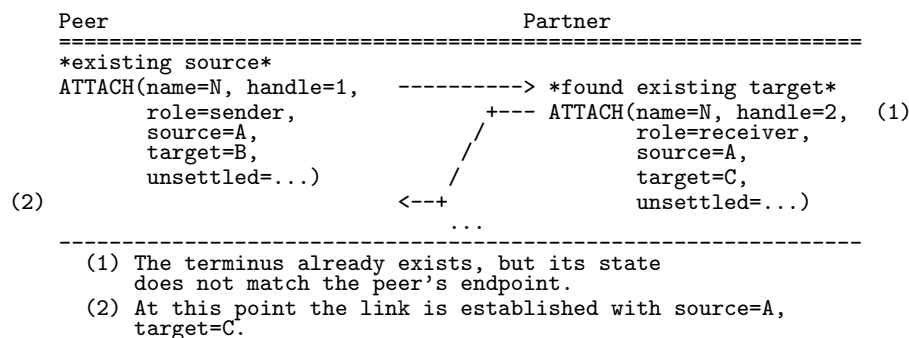 Peer                                  Partner
================================================================
*existing source*
ATTACH(name=N, handle=1,   ----------> *found existing target*
       role=sender,               +--- ATTACH(name=N, handle=2,  (1)
       source=A,                 /            role=receiver,
       target=B,                /             source=A,
       unsettled=...)          /              target=C,
(2)                        <--+               unsettled=...)
                               ...
----------------------------------------------------------------
(1) The terminus already exists, but its state
    does not match the peer's endpoint.
(2) At this point the link is established with source=A,
    target=C.